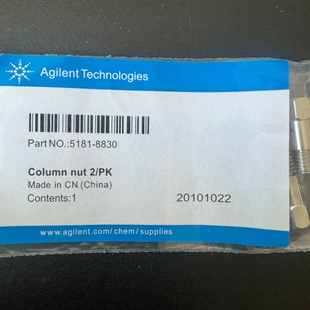 Agilent Technologies
Part NO.:5181-8830
Column nut 2/PK
Made in CN (China)
Contents:1
20101022
www.agilent.com/chem/supplies